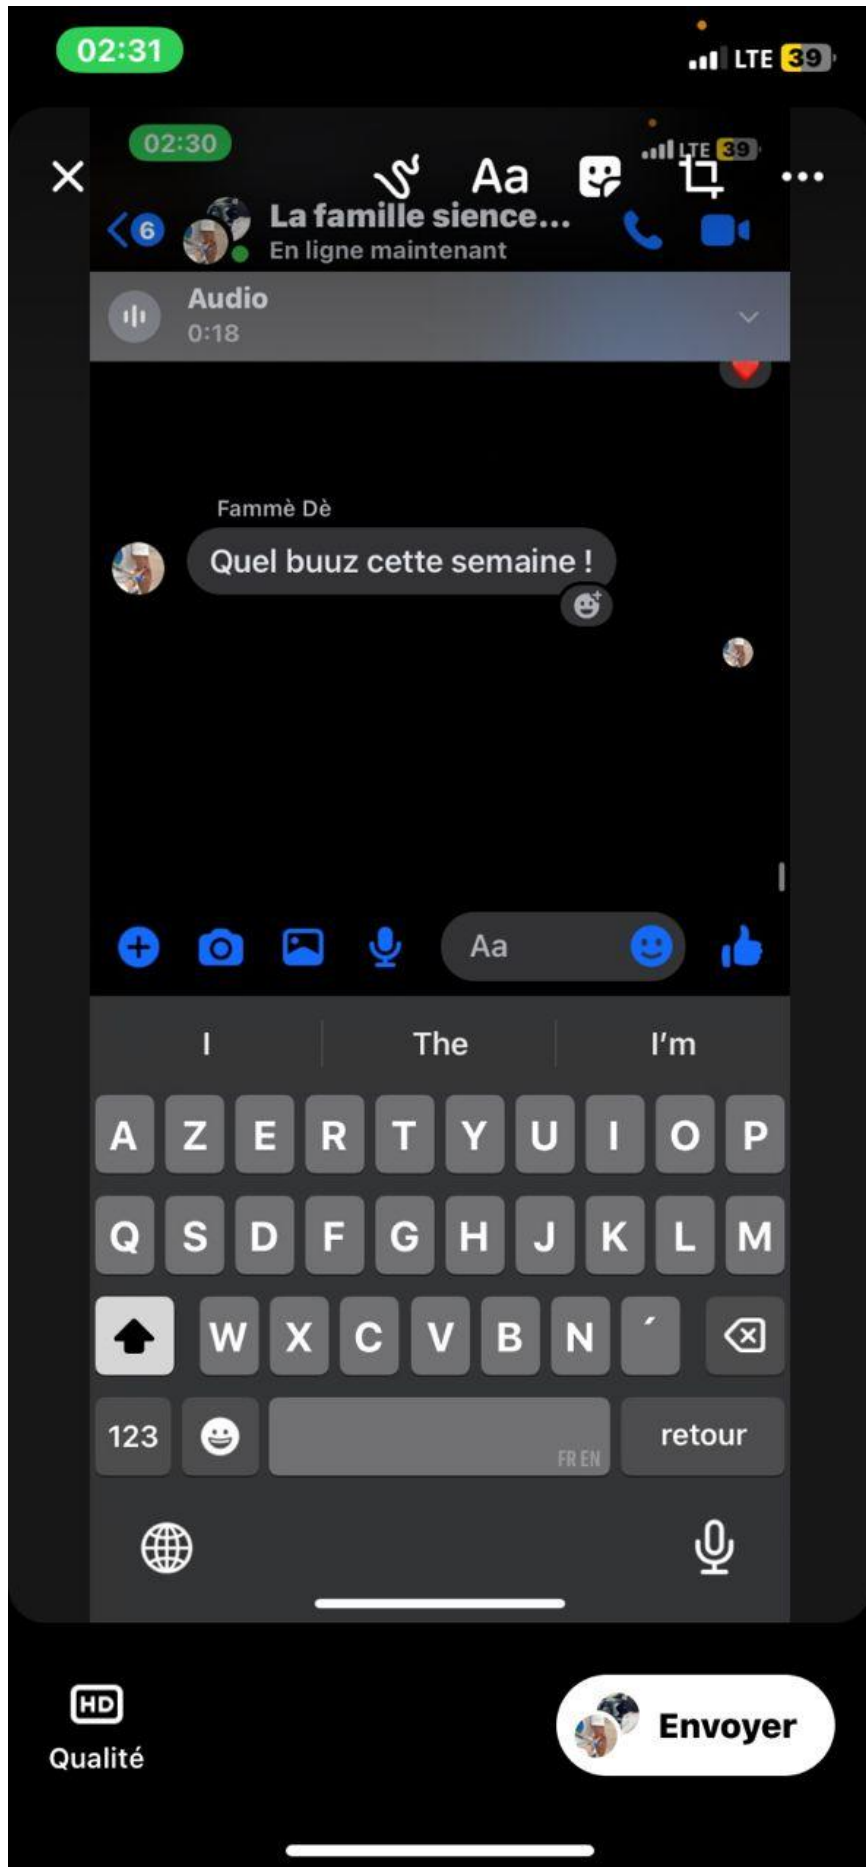 02:31
LTE 39
02:30
LTE 39
Aa
6
La famille sience...
En ligne maintenant
Audio
0:18
Fammè Dè
Quel buuz cette semaine !
Aa
I The I'm
A Z E R T Y U I O P
Q S D F G H J K L M
W X C V B N ´
123
FR EN
retour
HD
Qualité
Envoyer